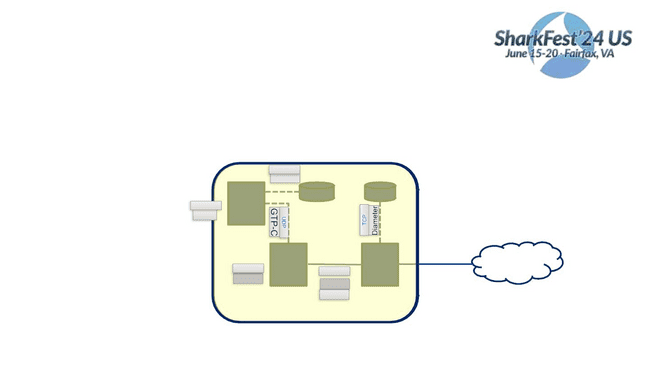 SharkFest'24 US
June 15-20 · Fairfax, VA
GTP-C
UDP
TCP
Diameter